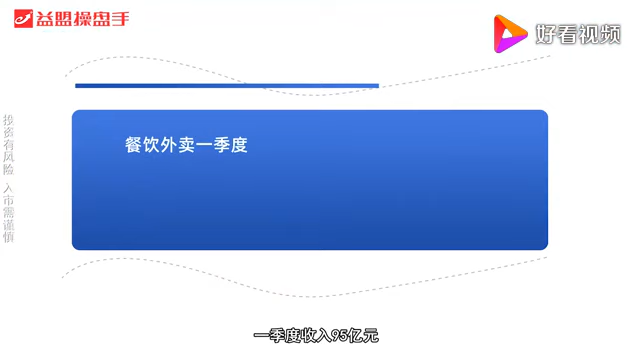 益盟操盘手
好看视频
投资有风险 入市需谨慎
餐饮外卖一季度
一季度收入95亿元